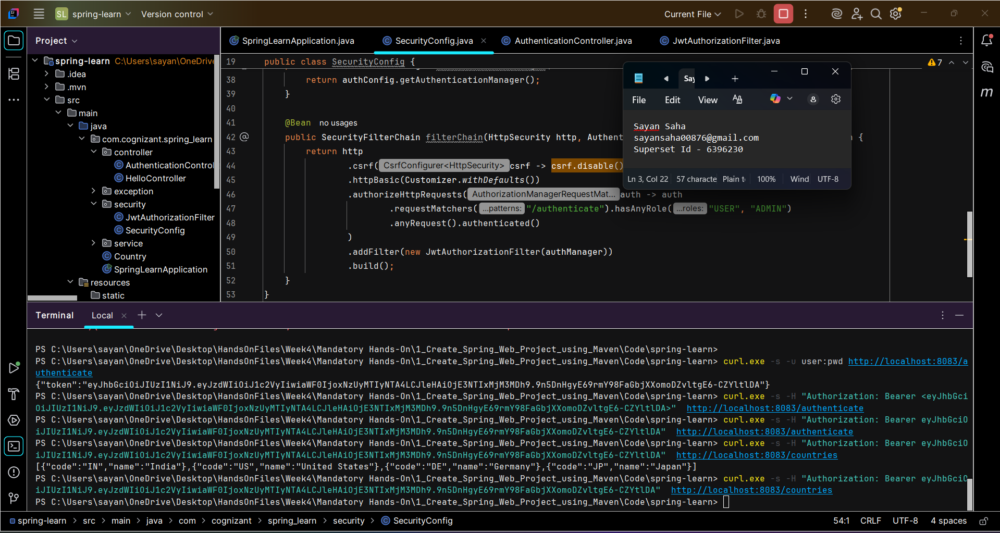 SL spring-learn Version control Current File
Project
SpringLearnApplication.java SecurityConfig.java AuthenticationController.java JwtAuthorizationFilter.java
spring-learn C:\Users\sayan\OneDrive
.idea
.mvn
src
main
java
com.cognizant.spring_learn
controller
AuthenticationControl
HelloController
exception
security
JwtAuthorizationFilter
SecurityConfig
service
Country
SpringLearnApplication
resources
static
19 public class SecurityConfig {
7
38 return authConfig.getAuthenticationManager();
39 }
40
41 @Bean no usages
42 @ public SecurityFilterChain filterChain(HttpSecurity http, Authent {
43 return http
44 .csrf( CsrfConfigurer<HttpSecurity> csrf -> csrf.disable()
45 .httpBasic(Customizer.withDefaults())
46 .authorizeHttpRequests( AuthorizationManagerRequestMat... auth -> auth
47 .requestMatchers( ...patterns: "/authenticate").hasAnyRole( ...roles: "USER", "ADMIN")
48 .anyRequest().authenticated()
49 )
50 .addFilter(new JwtAuthorizationFilter(authManager))
51 .build();
52 }
53 }
Say
File Edit View
Sayan Saha
sayansaha00876@gmail.com
Superset Id - 6396230
Ln 3, Col 22 57 characte Plain t 100% Wind UTF-8
Terminal Local
PS C:\Users\sayan\OneDrive\Desktop\HandsOnFiles\Week4\Mandatory Hands-On\1_Create_Spring_Web_Project_using_Maven\Code\spring-learn>
PS C:\Users\sayan\OneDrive\Desktop\HandsOnFiles\Week4\Mandatory Hands-On\1_Create_Spring_Web_Project_using_Maven\Code\spring-learn> curl.exe -s -u user:pwd http://localhost:8083/a
uthenticate
{"token":"eyJhbGciOiJIUzI1NiJ9.eyJzdWIiOiJ1c2VyIiwiaWF0IjoxNzUyMTIyNTA4LCJleHAiOjE3NTIxMjM3MDh9.9n5DnHgyE69rmY98FaGbjXXomoDZvltgE6-CZYltlDA"}
PS C:\Users\sayan\OneDrive\Desktop\HandsOnFiles\Week4\Mandatory Hands-On\1_Create_Spring_Web_Project_using_Maven\Code\spring-learn> curl.exe -s -H "Authorization: Bearer <eyJhbGci
OiJIUzI1NiJ9.eyJzdWIiOiJ1c2VyIiwiaWF0IjoxNzUyMTIyNTA4LCJleHAiOjE3NTIxMjM3MDh9.9n5DnHgyE69rmY98FaGbjXXomoDZvltgE6-CZYltlDA>" http://localhost:8083/authenticate
PS C:\Users\sayan\OneDrive\Desktop\HandsOnFiles\Week4\Mandatory Hands-On\1_Create_Spring_Web_Project_using_Maven\Code\spring-learn> curl.exe -s -H "Authorization: Bearer eyJhbGciO
iJIUzI1NiJ9.eyJzdWIiOiJ1c2VyIiwiaWF0IjoxNzUyMTIyNTA4LCJleHAiOjE3NTIxMjM3MDh9.9n5DnHgyE69rmY98FaGbjXXomoDZvltgE6-CZYltlDA" http://localhost:8083/authenticate
PS C:\Users\sayan\OneDrive\Desktop\HandsOnFiles\Week4\Mandatory Hands-On\1_Create_Spring_Web_Project_using_Maven\Code\spring-learn> curl.exe -s -H "Authorization: Bearer eyJhbGciO
iJIUzI1NiJ9.eyJzdWIiOiJ1c2VyIiwiaWF0IjoxNzUyMTIyNTA4LCJleHAiOjE3NTIxMjM3MDh9.9n5DnHgyE69rmY98FaGbjXXomoDZvltgE6-CZYltlDA" http://localhost:8083/countries
[{"code":"IN","name":"India"},{"code":"US","name":"United States"},{"code":"DE","name":"Germany"},{"code":"JP","name":"Japan"}]
PS C:\Users\sayan\OneDrive\Desktop\HandsOnFiles\Week4\Mandatory Hands-On\1_Create_Spring_Web_Project_using_Maven\Code\spring-learn> curl.exe -s -H "Authorization: Bearer eyJhbGciO
iJIUzI1NiJ9.eyJzdWIiOiJ1c2VyIiwiaWF0IjoxNzUyMTIyNTA4LCJleHAiOjE3NTIxMjM3MDh9.9n5DnHgyE69rmY98FaGbjXXomoDZvltgE6-CZYtlDA" http://localhost:8083/countries
PS C:\Users\sayan\OneDrive\Desktop\HandsOnFiles\Week4\Mandatory Hands-On\1_Create_Spring_Web_Project_using_Maven\Code\spring-learn>
spring-learn > src > main > java > com > cognizant > spring_learn > security > SecurityConfig 54:1 CRLF UTF-8 4 spaces